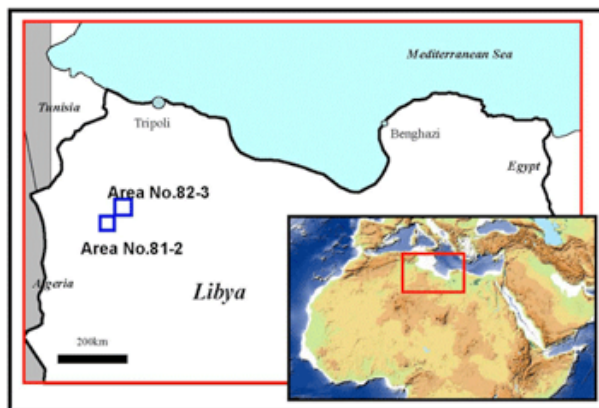 Mediterranean Sea
Tunisia
Tripoli
Benghazi
Egypt
Area No.82-3
Area No.81-2
Algeria
Libya
200km